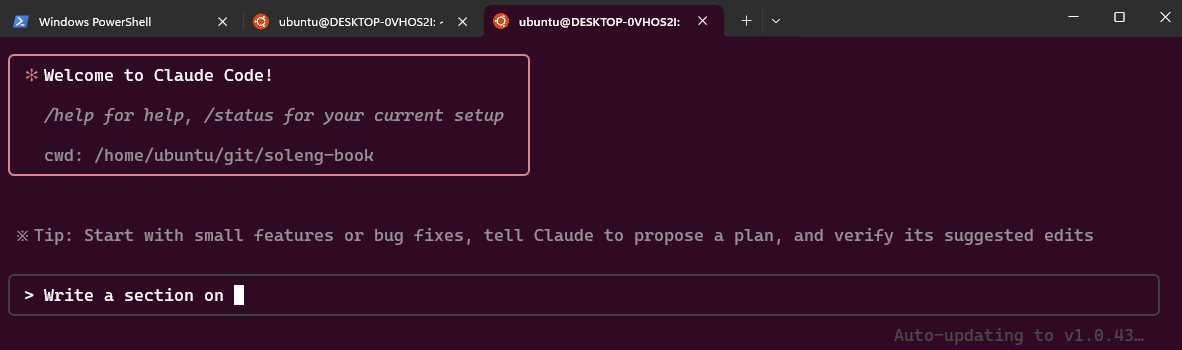 Windows PowerShell
ubuntu@DESKTOP-0VHOS2I: ~
ubuntu@DESKTOP-0VHOS2I:
✻ Welcome to Claude Code!
/help for help, /status for your current setup
cwd: /home/ubuntu/git/soleng-book
※ Tip: Start with small features or bug fixes, tell Claude to propose a plan, and verify its suggested edits
> Write a section on
Auto-updating to v1.0.43…